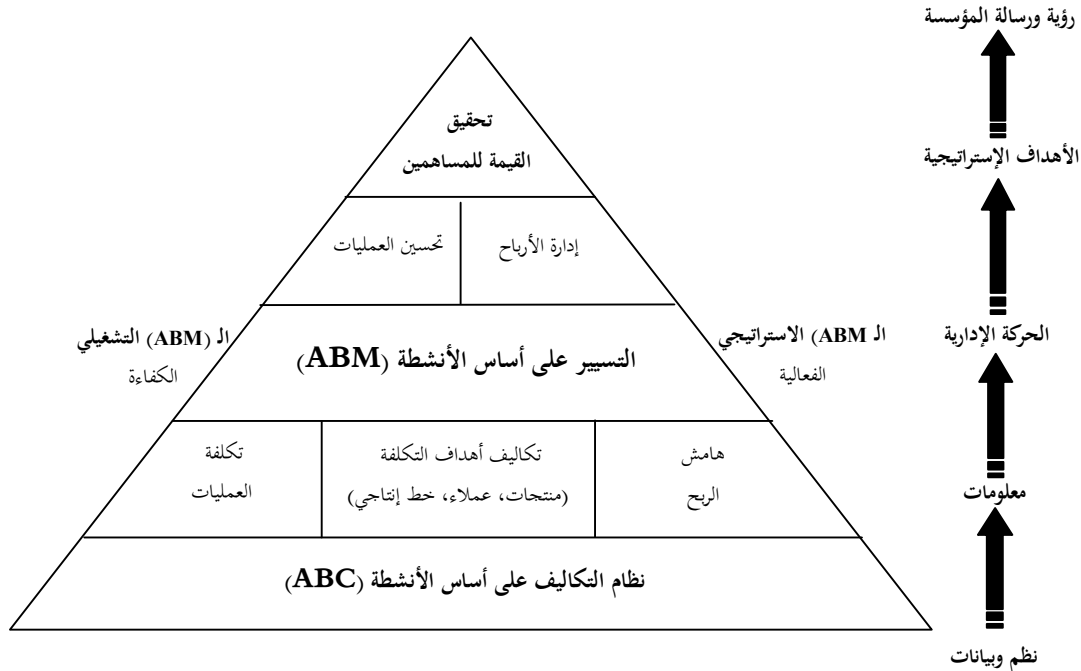 رؤية ورسالة المؤسسة
تحقيق
القيمة للمساهمين
الأهداف الإستراتيجية
إدارة الأرباح
تحسين العمليات
الـ ABM) الاستراتيجي
الفعالية
التسيير على أساس الأنشطة (ABM)
الـ (ABM) التشغيلي
الكفاءة
الحركة الإدارية
هامش
الربح
تكاليف أهداف التكلفة
(منتجات، عملاء، خط إنتاجي)
تكلفة
العمليات
معلومات
نظام التكاليف على أساس الأنشطة (ABC)
نظم وبيانات